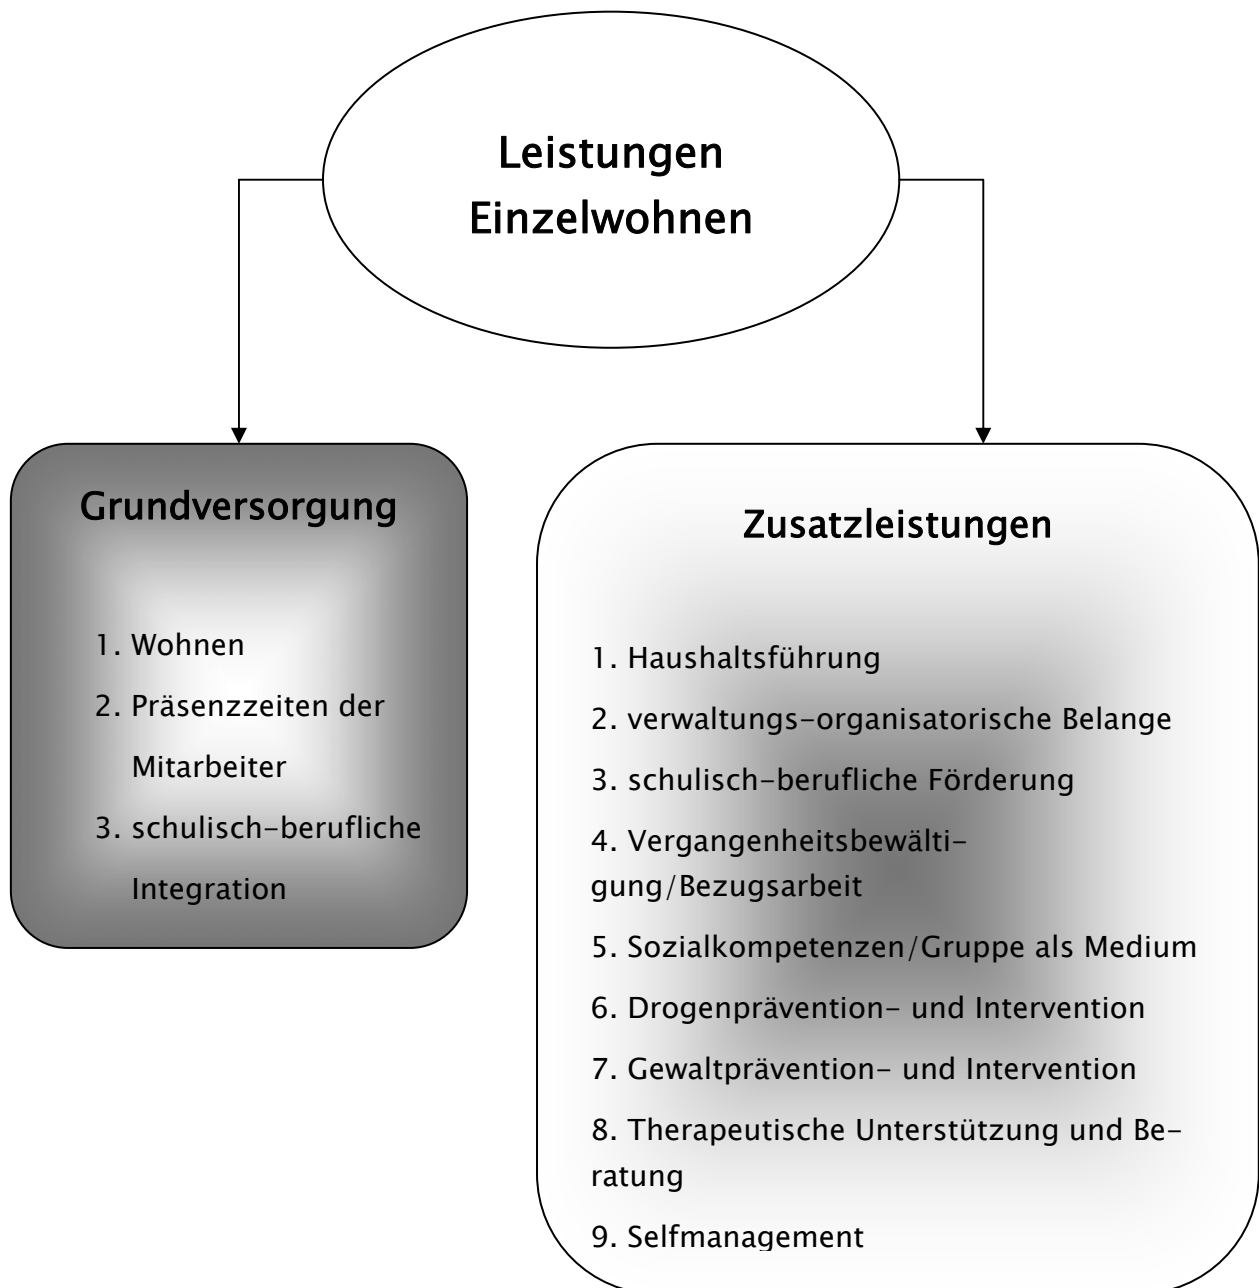 Leistungen
Einzelwohnen
Grundversorgung
1. Wohnen
2. Präsenzzeiten der
Mitarbeiter
3. schulisch-berufliche
Integration
Zusatzleistungen
1. Haushaltsführung
2. verwaltungs-organisatorische Belange
3. schulisch-berufliche Förderung
4. Vergangenheitsbewälti-
gung/Bezugsarbeit
5. Sozialkompetenzen/Gruppe als Medium
6. Drogenprävention- und Intervention
7. Gewaltprävention- und Intervention
8. Therapeutische Unterstützung und Be-
ratung
9. Selfmanagement